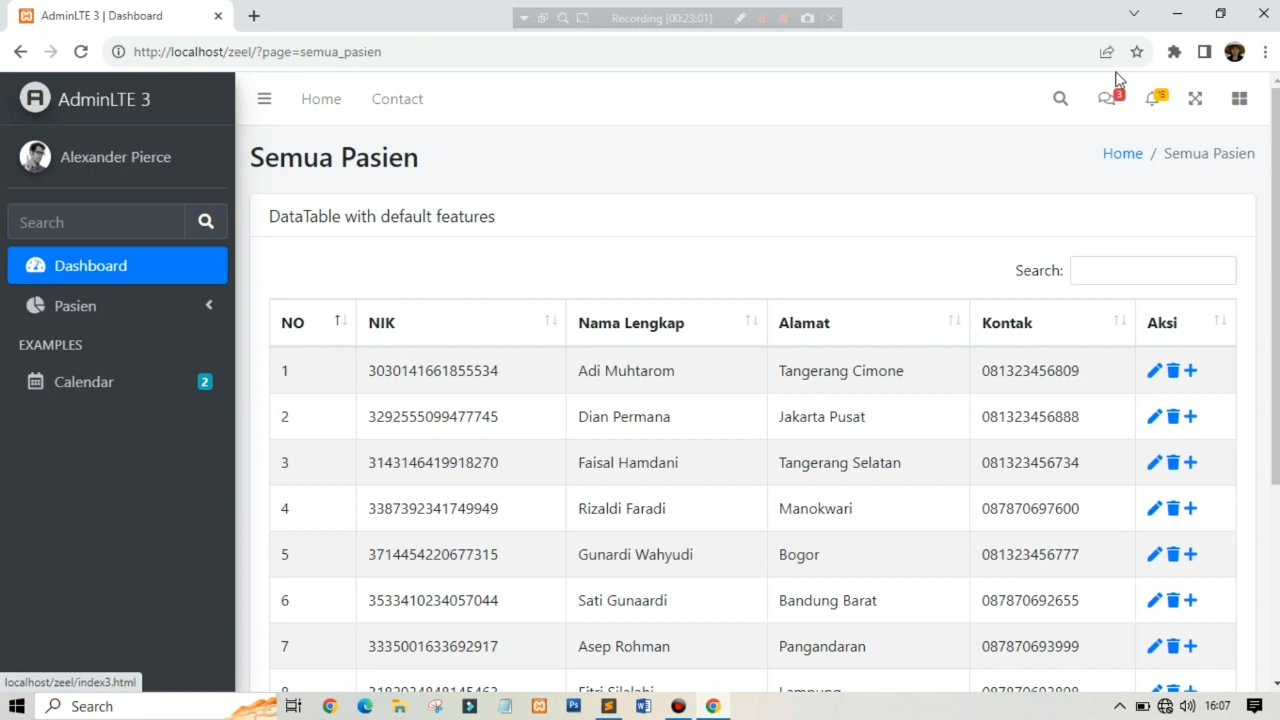 AdminLTE 3 | Dashboard
Recording [00:23:01]
http://localhost/zeel/?page=semua_pasien
AdminLTE 3
Home
Contact
3
15
Alexander Pierce
Semua Pasien
Home / Semua Pasien
Search
DataTable with default features
Dashboard
Search:
Pasien
NO NIK Nama Lengkap Alamat Kontak Aksi
EXAMPLES
Calendar 2
1 3030141661855534 Adi Muhtarom Tangerang Cimone 081323456809
2 3292555099477745 Dian Permana Jakarta Pusat 081323456888
3 3143146419918270 Faisal Hamdani Tangerang Selatan 081323456734
4 3387392341749949 Rizaldi Faradi Manokwari 087870697600
5 3714454220677315 Gunardi Wahyudi Bogor 081323456777
6 3533410234057044 Sati Gunaardi Bandung Barat 087870692655
7 3335001633692917 Asep Rohman Pangandaran 087870693999
localhost/zeel/index3.html
Search
16:07